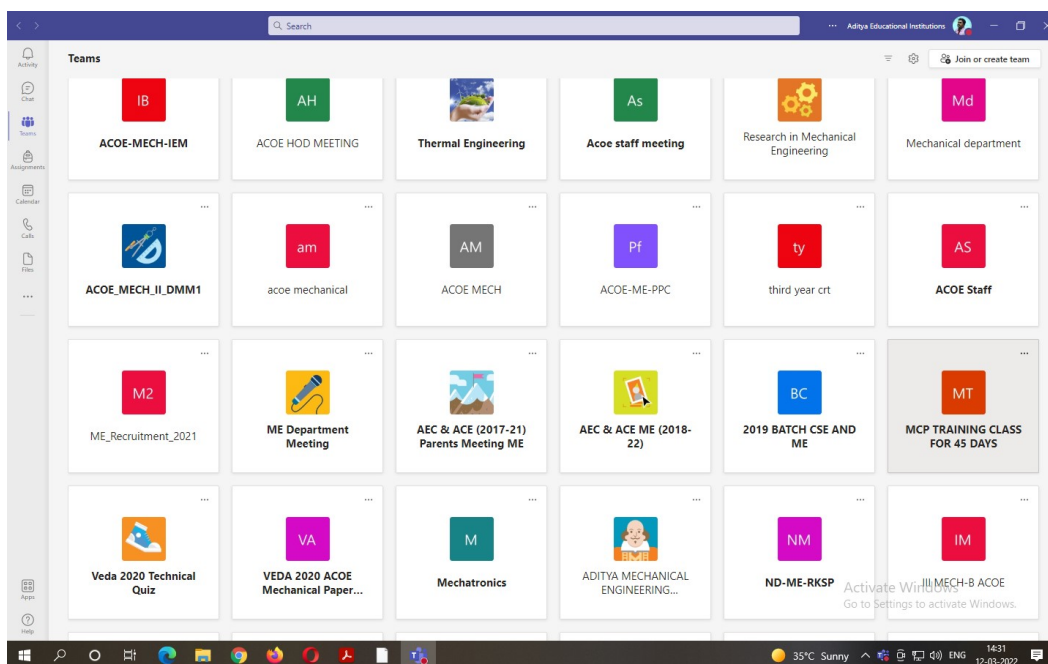 Search
Aditya Educational Institutions
Activity
Chat
Teams
Assignments
Calendar
Calls
Files
Apps
Help
Teams
Join or create team
IB
ACOE-MECH-IEM
AH
ACOE HOD MEETING
Thermal Engineering
As
Acoe staff meeting
Research in Mechanical
Engineering
Md
Mechanical department
ACOE_MECH_II_DMM1
am
acoe mechanical
AM
ACOE MECH
Pf
ACOE-ME-PPC
ty
third year crt
AS
ACOE Staff
M2
ME_Recruitment_2021
ME Department
Meeting
AEC & ACE (2017-21)
Parents Meeting ME
AEC & ACE ME (2018-
22)
BC
2019 BATCH CSE AND
ME
MT
MCP TRAINING CLASS
FOR 45 DAYS
Veda 2020 Technical
Quiz
VA
VEDA 2020 ACOE
Mechanical Paper...
M
Mechatronics
ADITYA MECHANICAL
ENGINEERING...
NM
ND-ME-RKSP
IM
III MECH-B ACOE
Activate Windows
Go to Settings to activate Windows.
35°C Sunny
ENG
14:31
12-03-2022